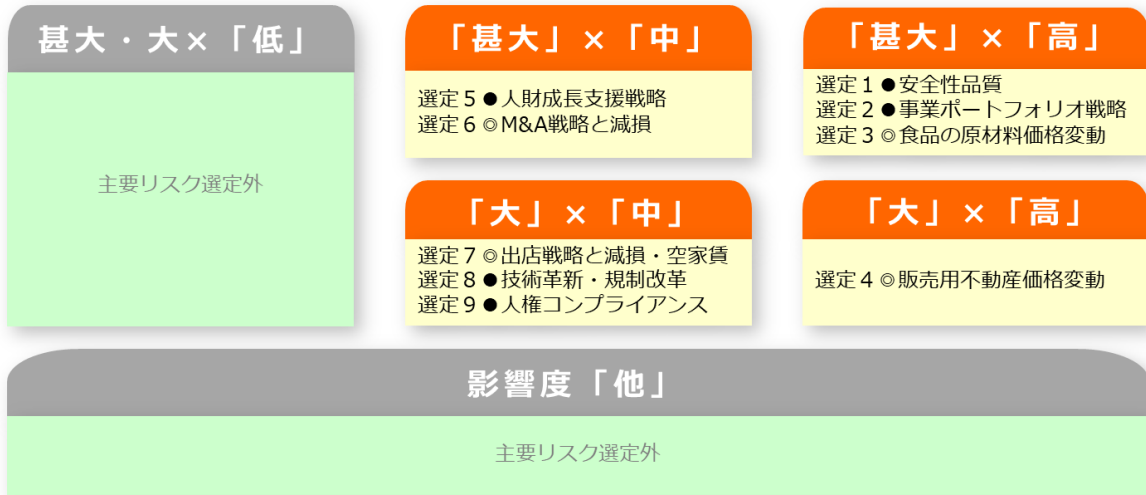 甚大・大×「低」
主要リスク選定外
「甚大」×「中」
選定5●人財成長支援戦略
選定6◎M&A戦略と減損
「甚大」×「高」
選定1●安全性品質
選定2●事業ポートフォリオ戦略
選定3◎食品の原材料価格変動
「大」×「中」
選定7◎出店戦略と減損・空家賃
選定8●技術革新・規制改革
選定9●人権コンプライアンス
「大」×「高」
選定4◎販売用不動産価格変動
影響度「他」
主要リスク選定外